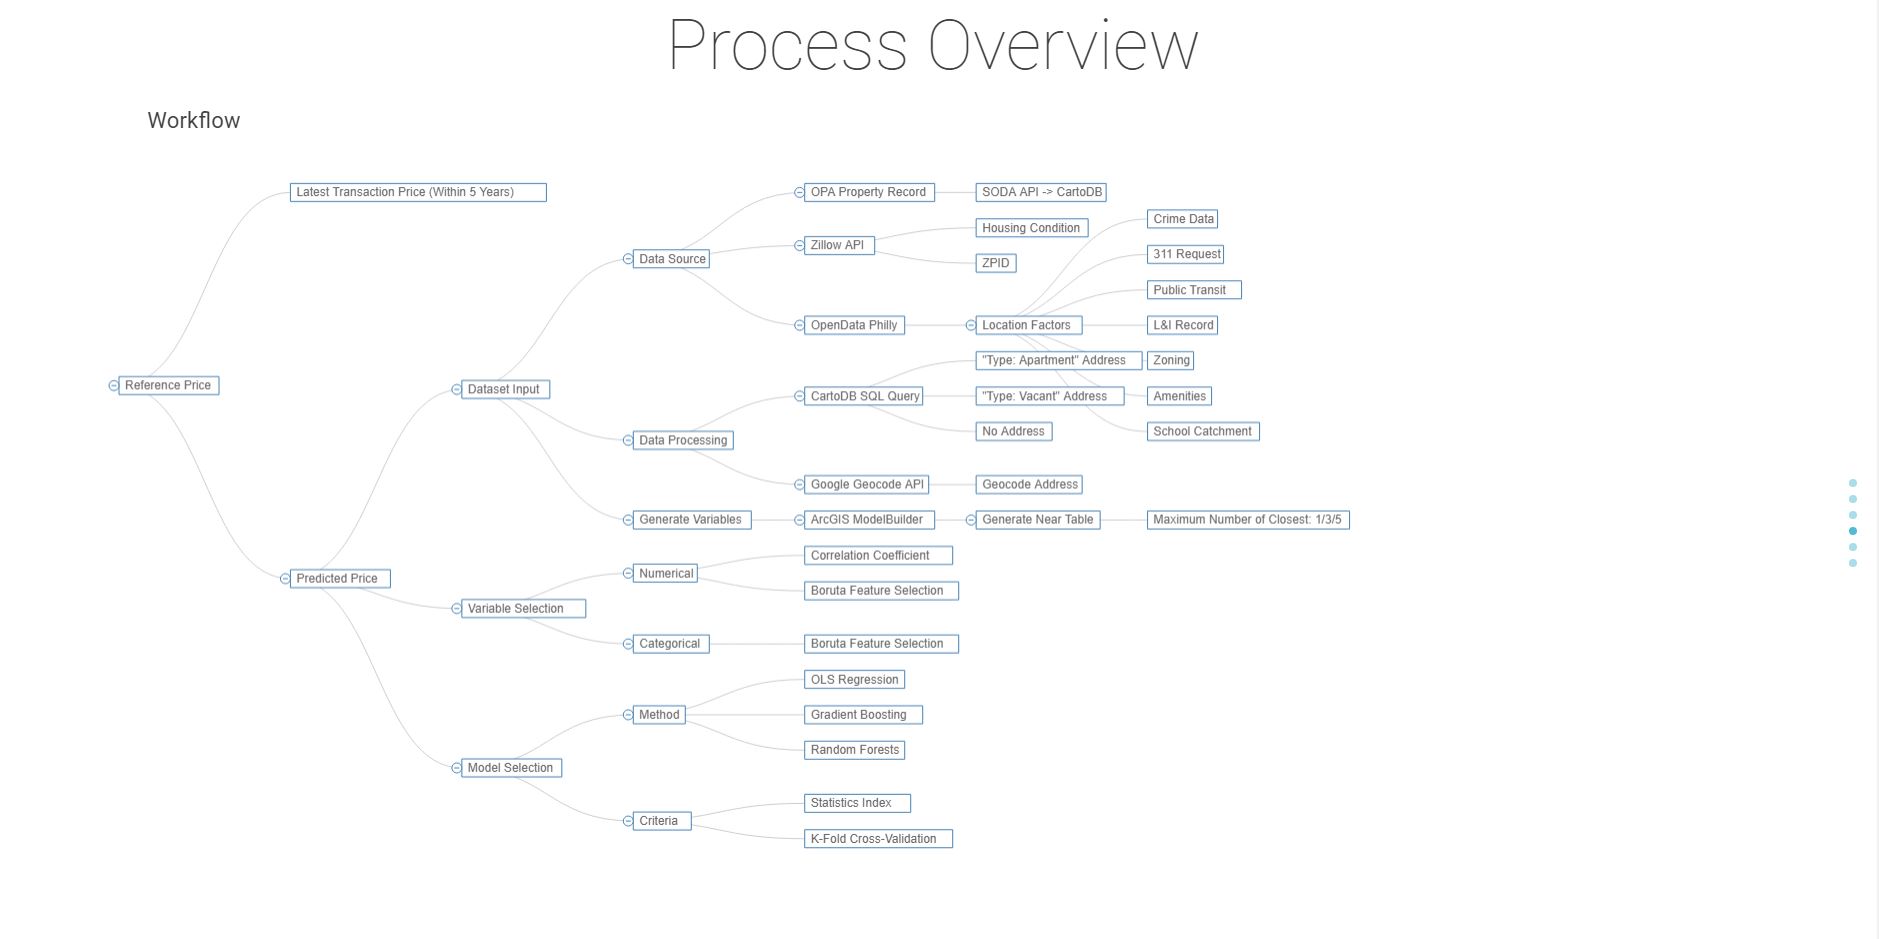 Process Overview
Workflow
Reference Price
Latest Transaction Price (Within 5 Years)
Predicted Price
Dataset Input
Data Source
OPA Property Record
SODA API -> CartoDB
Zillow API
Housing Condition
ZPID
OpenData Philly
Location Factors
Crime Data
311 Request
Public Transit
L&I Record
Zoning
Amenities
School Catchment
Data Processing
CartoDB SQL Query
"Type: Apartment" Address
"Type: Vacant" Address
No Address
Google Geocode API
Geocode Address
Generate Variables
ArcGIS ModelBuilder
Generate Near Table
Maximum Number of Closest: 1/3/5
Variable Selection
Numerical
Correlation Coefficient
Boruta Feature Selection
Categorical
Boruta Feature Selection
Model Selection
Method
OLS Regression
Gradient Boosting
Random Forests
Criteria
Statistics Index
K-Fold Cross-Validation